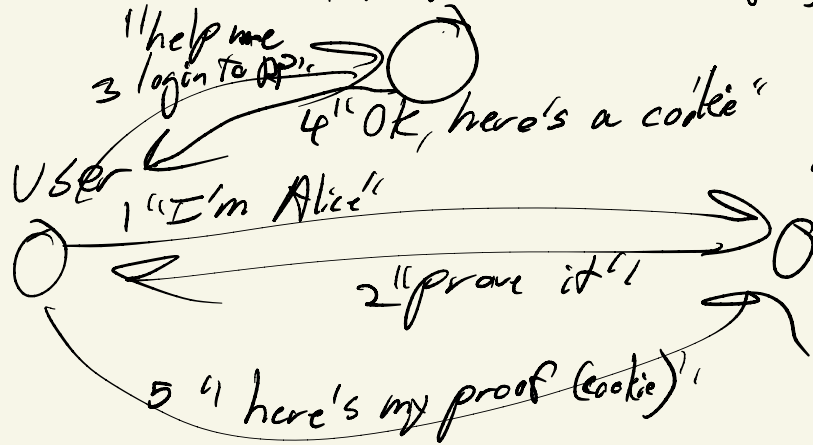 "help me
3 login to AP"
4 "Ok, here's a cookie"
User
1 "I'm Alice"
2 "prove it"
5 "here's my proof (cookie)"